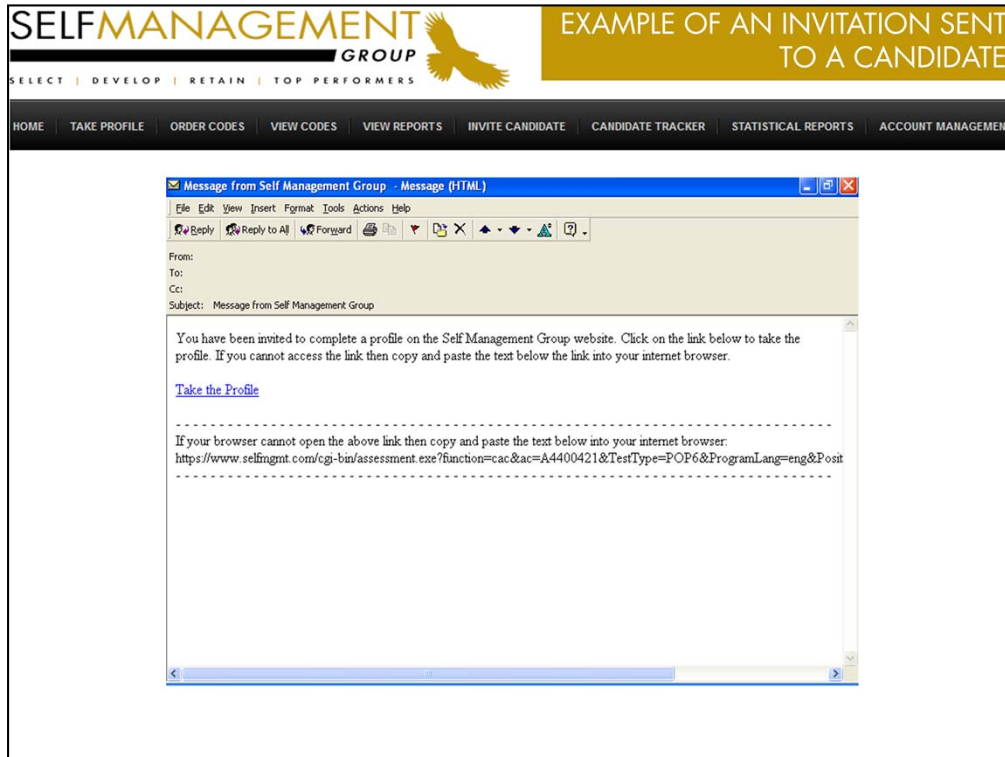 SELFMANAGEMENT
GROUP
SELECT | DEVELOP | RETAIN | TOP PERFORMERS
EXAMPLE OF AN INVITATION SENT
TO A CANDIDATE
HOME TAKE PROFILE ORDER CODES VIEW CODES VIEW REPORTS INVITE CANDIDATE CANDIDATE TRACKER STATISTICAL REPORTS ACCOUNT MANAGEMEN
Message from Self Management Group - Message (HTML)
File Edit View Insert Format Tools Actions Help
Reply Reply to All Forward
From:
To:
Cc:
Subject: Message from Self Management Group
You have been invited to complete a profile on the Self Management Group website. Click on the link below to take the
profile. If you cannot access the link then copy and paste the text below the link into your internet browser.
Take the Profile
- - - - - - - - - - - - - - - - - - - - - - - - - - - - - - - - - - - - - - - -
If your browser cannot open the above link then copy and paste the text below into your internet browser:
https://www.selfmgmt.com/cgi-bin/assessment.exe?function=cac&ac=A4400421&TestType=POP6&ProgramLang=eng&Posit
- - - - - - - - - - - - - - - - - - - - - - - - - - - - - - - - - - - - - - - -